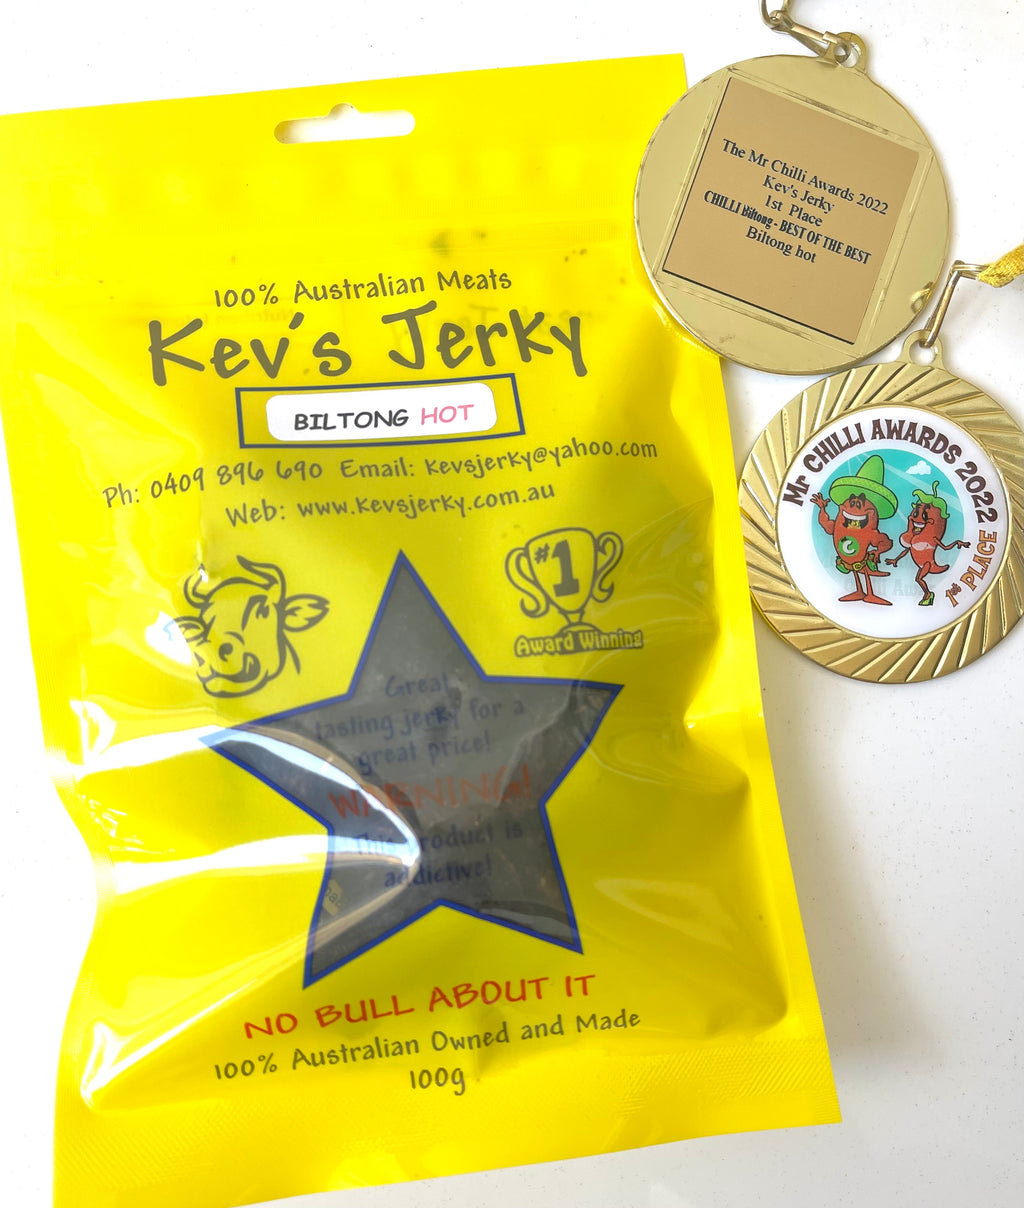 100% Australian Meats
Kev's Jerky
BILTONG HOT
Ph: 0409 896 690 Email: kevsjerky@yahoo.com
Web: www.kevsjerky.com.au
#1
Award Winning
Great
tasting jerky for a
great price!
WARNING!
This product is
addictive!
NO BULL ABOUT IT
100% Australian Owned and Made
100g
The Mr Chilli Awards 2022
Kev's Jerky
1st Place
CHILLI biltong - BEST OF THE BEST
Biltong hot
Mr CHILLI AWARDS 2022
1st PLACE